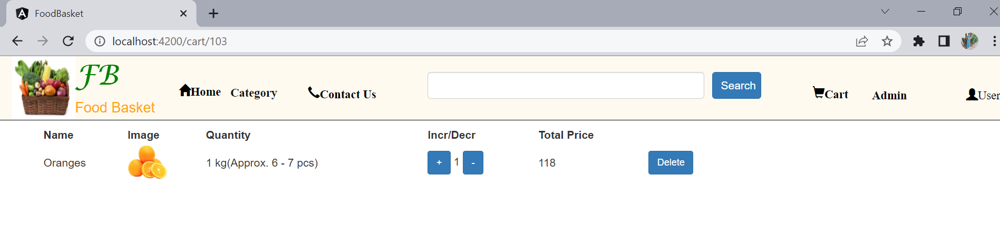 FoodBasket
localhost:4200/cart/103
FB
Food Basket
Home Category Contact Us Search Cart Admin User
Name Image Quantity Incr/Decr Total Price
Oranges 1 kg(Approx. 6 - 7 pcs) + 1 - 118 Delete